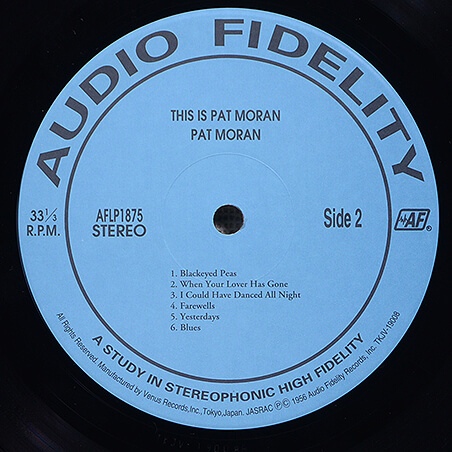 AUDIO FIDELITY
THIS IS PAT MORAN
PAT MORAN
33 1/3
R.P.M.
AFLP1875
STEREO
Side 2
AF®
1. Blackeyed Peas
2. When Your Lover Has Gone
3. I Could Have Danced All Night
4. Farewells
5. Yesterdays
6. Blues
A STUDY IN STEREOPHONIC HIGH FIDELITY
All Rights Reserved. Manufactured by Venus Records,Inc.,Tokyo,Japan. JASRAC Ⓟ© 1956 Audio Fidelity Records, Inc. TKJV-19008